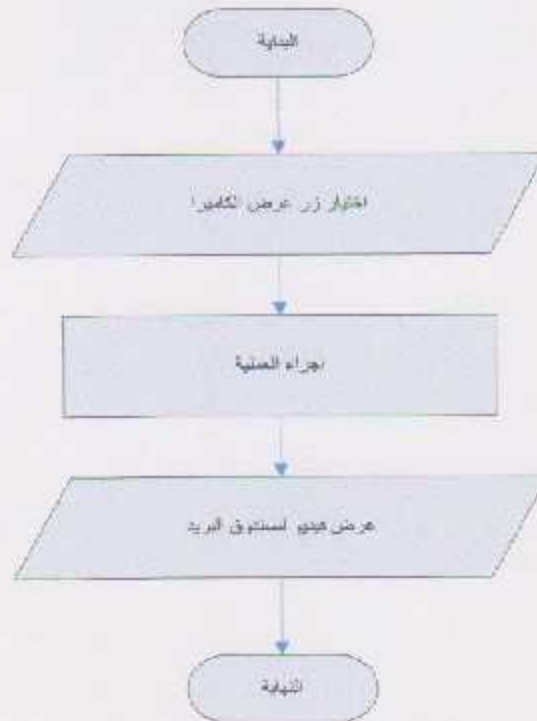 البداية
اختيار زر عرض الكاميرا
اجراء العملية
عرض فيديو لصندوق البريد
النهاية